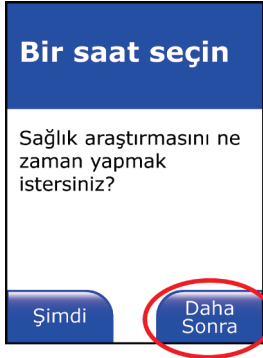 Bir saat seçin
Sağlık araştırmasını ne
zaman yapmak
istersiniz?
Şimdi
Daha
Sonra